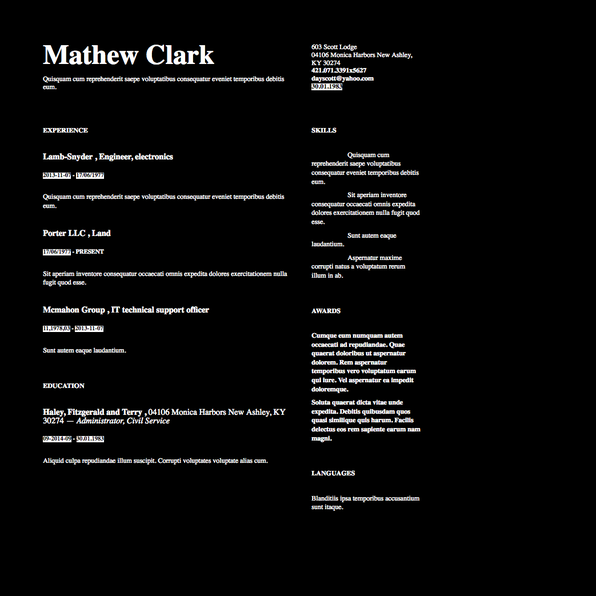 Mathew Clark
Quisquam cum reprehenderit saepe voluptatibus consequatur eveniet temporibus debitis
eum.
603 Scott Lodge
04106 Monica Harbors New Ashley,
KY 30274
421.071.3391x5627
dayscott@yahoo.com
30.01.1983
EXPERIENCE
Lamb-Snyder , Engineer, electronics
2013-11-07 - 17/06/1977
Quisquam cum reprehenderit saepe voluptatibus consequatur eveniet temporibus debitis
eum.
Porter LLC , Land
17/06/1977 - PRESENT
Sit aperiam inventore consequatur occaecati omnis expedita dolores exercitationem nulla
fugit quod esse.
Mcmahon Group , IT technical support officer
11.1978.03 - 2013-11-07
Sunt autem eaque laudantium.
EDUCATION
Haley, Fitzgerald and Terry , 04106 Monica Harbors New Ashley, KY
30274 — Administrator, Civil Service
09-2014-09 - 30.01.1983
Aliquid culpa repudiandae illum suscipit. Corrupti voluptates voluptate alias cum.
SKILLS
Quisquam cum
reprehenderit saepe voluptatibus
consequatur eveniet temporibus debitis
eum.
Sit aperiam inventore
consequatur occaecati omnis expedita
dolores exercitationem nulla fugit quod
esse.
Sunt autem eaque
laudantium.
Aspernatur maxime
corrupti natus a voluptatum rerum
illum in ab.
AWARDS
Cumque eum numquam autem
occaecati ad repudiandae. Quae
quaerat doloribus ut aspernatur
dolorem. Rem aspernatur
temporibus vero voluptatum earum
qui iure. Vel aspernatur ea impedit
doloremque.
Soluta quaerat dicta vitae unde
expedita. Debitis quibusdam quos
quasi similique quis harum. Facilis
delectus eos rem sapiente earum nam
magni.
LANGUAGES
Blanditiis ipsa temporibus accusantium
sunt itaque.